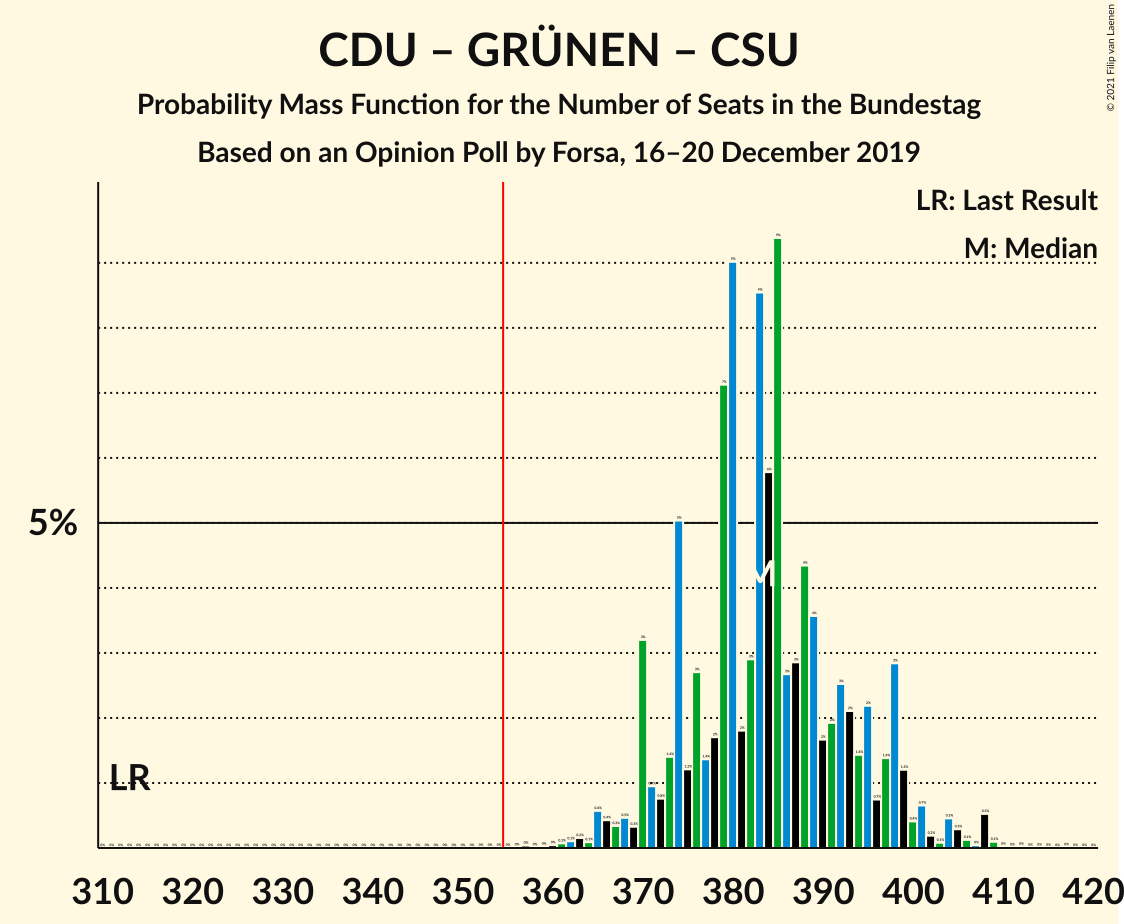 CDU – GRÜNEN – CSU
Probability Mass Function for the Number of Seats in the Bundestag
Based on an Opinion Poll by Forsa, 16–20 December 2019
© 2021 Filip van Laenen
LR: Last Result
M: Median
5%
LR
M
310 320 330 340 350 360 370 380 390 400 410 420